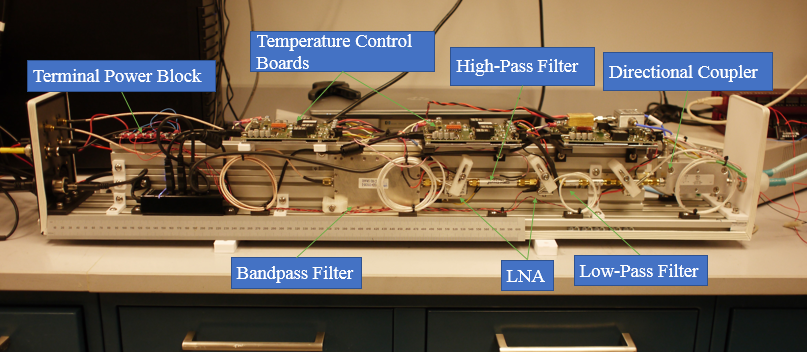 Temperature Control
Boards
High-Pass Filter
Directional Coupler
Terminal Power Block
Bandpass Filter
LNA
Low-Pass Filter